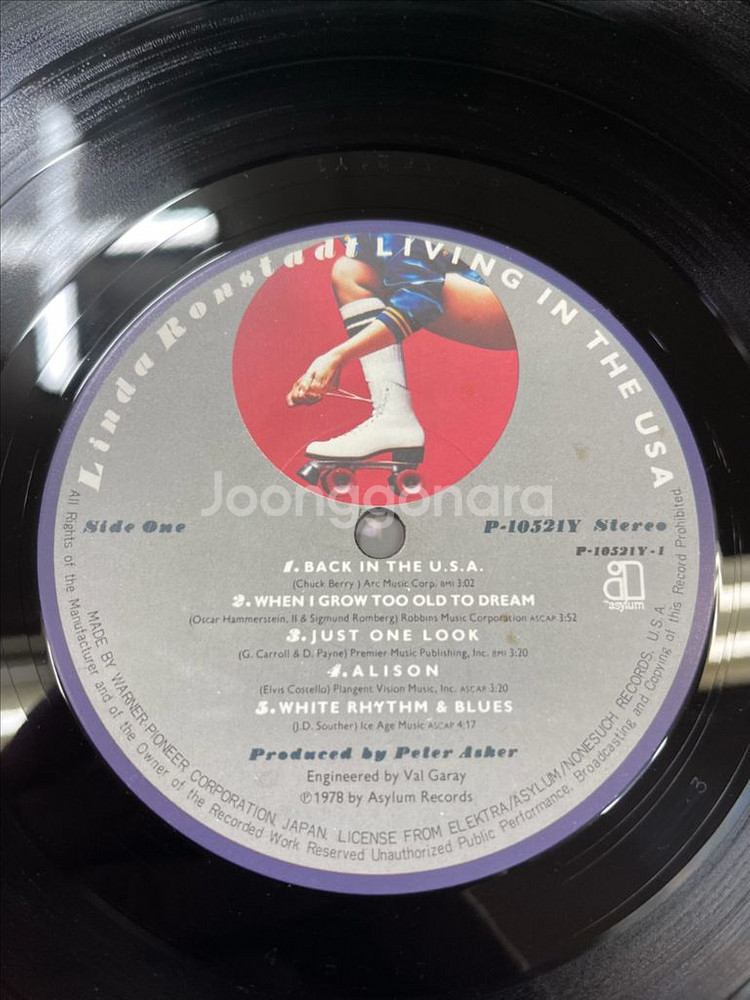 Linda Ronstadt LIVING IN THE USA
Joonggonara
Side One
P-10521Y Stereo
P-10521Y-1
asylum
1. BACK IN THE U.S.A.
(Chuck Berry ) Arc Music Corp. BMI 3:02
2. WHEN I GROW TOO OLD TO DREAM
(Oscar Hammerstein, II & Sigmund Romberg) Robbins Music Corporation ASCAP 3:52
3. JUST ONE LOOK
(G. Carroll & D. Payne) Premier Music Publishing, Inc. BMI 3:20
4. ALISON
(Elvis Costello) Plangent Vision Music, Inc. ASCAP 3:20
5. WHITE RHYTHM & BLUES
(J.D. Souther) Ice Age Music ASCAP 4:17
Produced by Peter Asher
Engineered by Val Garay
℗1978 by Asylum Records
MADE BY WARNER-PIONEER CORPORATION, JAPAN, LICENSE FROM ELEKTRA/ASYLUM/NONESUCH RECORDS, U.S.A.
All Rights of the Manufacturer and of the Owner of the Recorded Work Reserved Unauthorized Public Performance, Broadcasting and Copying of this Record Prohibited